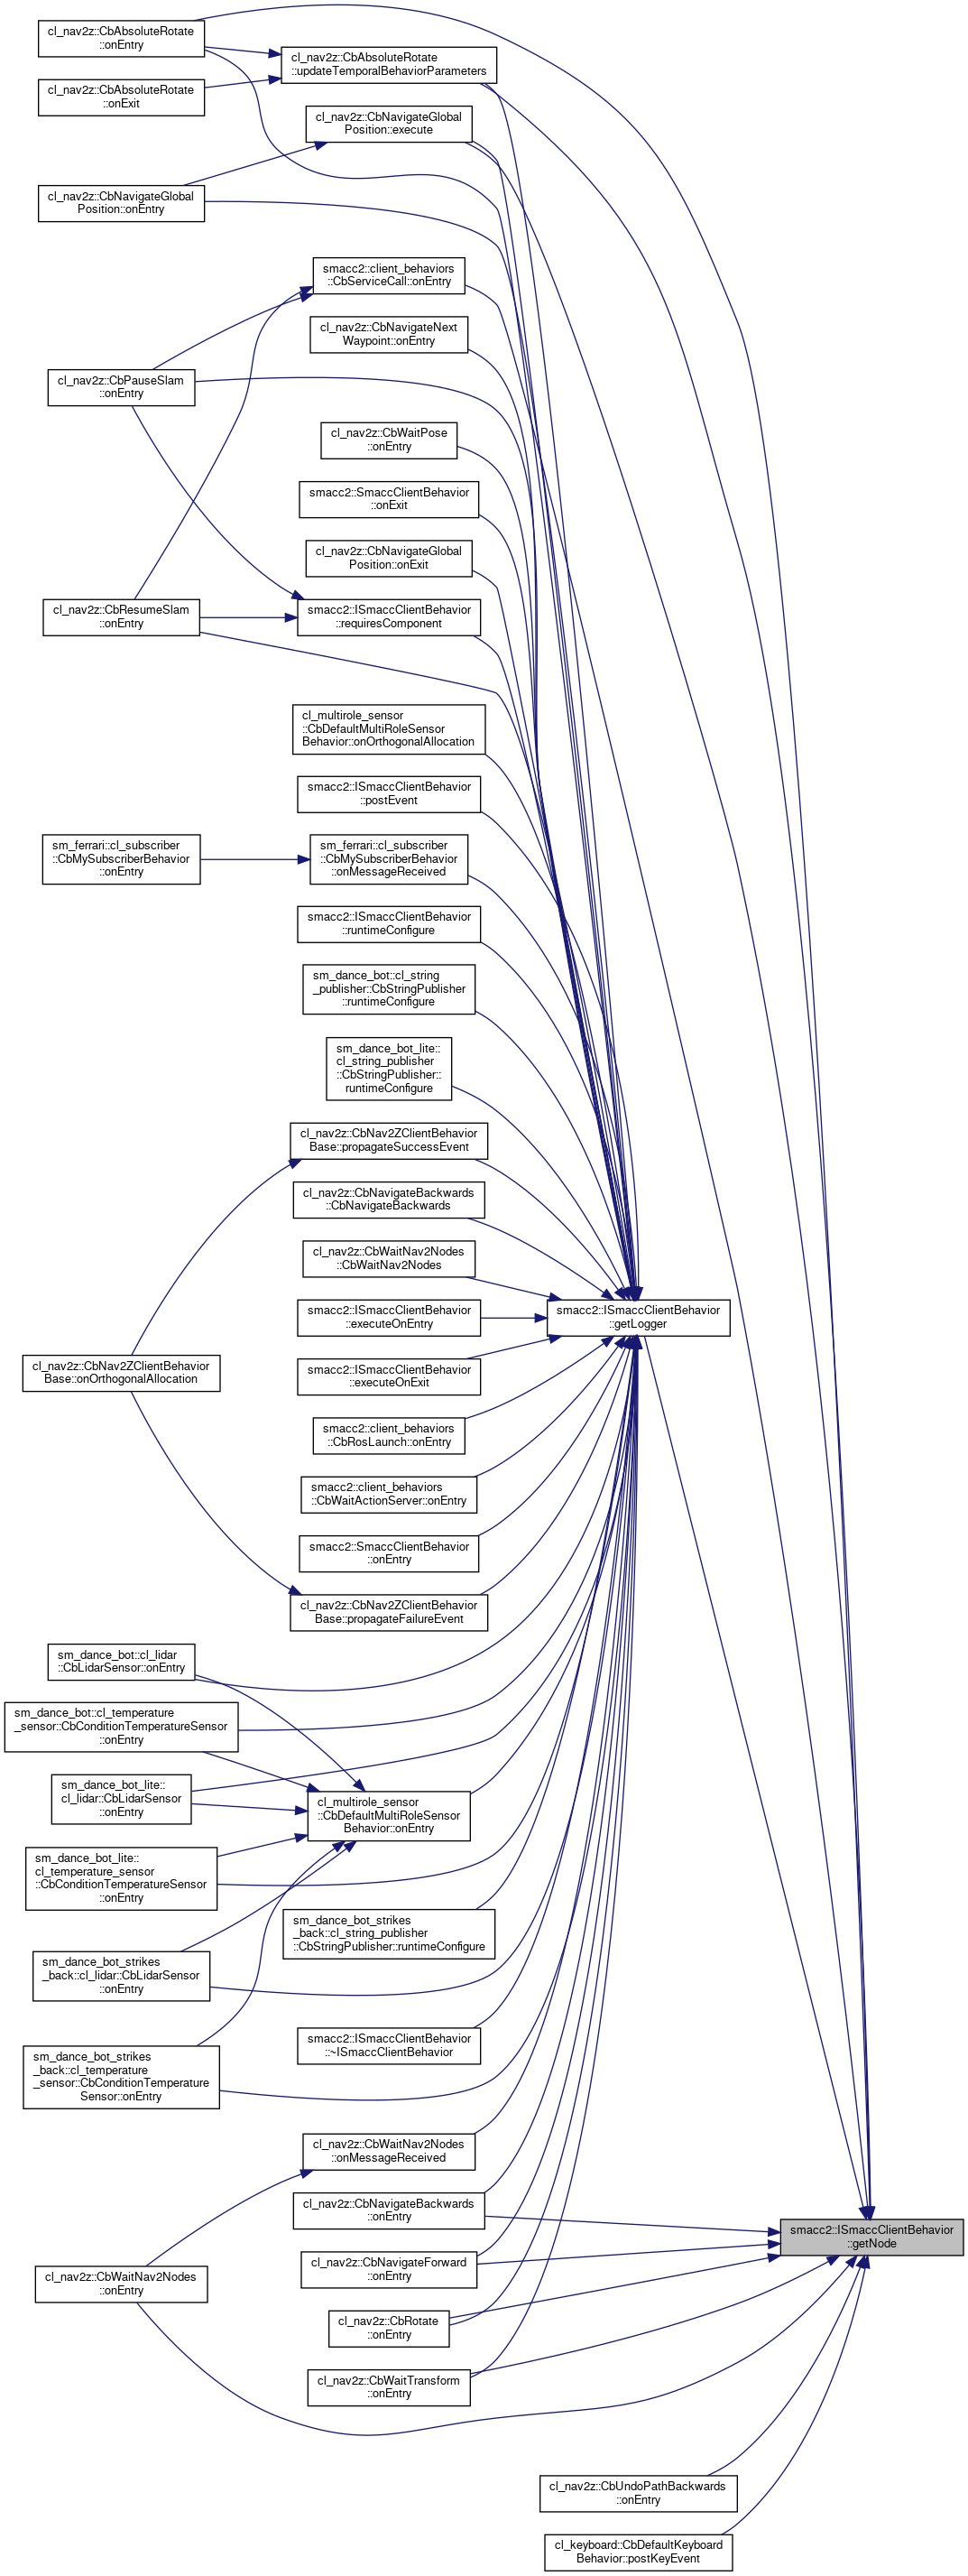 cl_nav2z::CbAbsoluteRotate
::onEntry
cl_nav2z::CbAbsoluteRotate
::updateTemporalBehaviorParameters
cl_nav2z::CbAbsoluteRotate
::onExit
cl_nav2z::CbNavigateGlobal
Position::execute
cl_nav2z::CbNavigateGlobal
Position::onEntry
smacc2::client_behaviors
::CbServiceCall::onEntry
cl_nav2z::CbNavigateNext
Waypoint::onEntry
cl_nav2z::CbPauseSlam
::onEntry
cl_nav2z::CbWaitPose
::onEntry
smacc2::SmaccClientBehavior
::onExit
cl_nav2z::CbNavigateGlobal
Position::onExit
cl_nav2z::CbResumeSlam
::onEntry
smacc2::ISmaccClientBehavior
::requiresComponent
cl_multirole_sensor
::CbDefaultMultiRoleSensor
Behavior::onOrthogonalAllocation
smacc2::ISmaccClientBehavior
::postEvent
sm_ferrari::cl_subscriber
::CbMySubscriberBehavior
::onEntry
sm_ferrari::cl_subscriber
::CbMySubscriberBehavior
::onMessageReceived
smacc2::ISmaccClientBehavior
::runtimeConfigure
sm_dance_bot::cl_string
_publisher::CbStringPublisher
::runtimeConfigure
sm_dance_bot_lite::
cl_string_publisher
::CbStringPublisher::
runtimeConfigure
cl_nav2z::CbNav2ZClientBehavior
Base::propagateSuccessEvent
cl_nav2z::CbNavigateBackwards
::CbNavigateBackwards
cl_nav2z::CbWaitNav2Nodes
::CbWaitNav2Nodes
smacc2::ISmaccClientBehavior
::executeOnEntry
smacc2::ISmaccClientBehavior
::getLogger
cl_nav2z::CbNav2ZClientBehavior
Base::onOrthogonalAllocation
smacc2::ISmaccClientBehavior
::executeOnExit
smacc2::client_behaviors
::CbRosLaunch::onEntry
smacc2::client_behaviors
::CbWaitActionServer::onEntry
smacc2::SmaccClientBehavior
::onEntry
cl_nav2z::CbNav2ZClientBehavior
Base::propagateFailureEvent
sm_dance_bot::cl_lidar
::CbLidarSensor::onEntry
sm_dance_bot::cl_temperature
_sensor::CbConditionTemperatureSensor
::onEntry
sm_dance_bot_lite::
cl_lidar::CbLidarSensor
::onEntry
cl_multirole_sensor
::CbDefaultMultiRoleSensor
Behavior::onEntry
sm_dance_bot_lite::
cl_temperature_sensor
::CbConditionTemperatureSensor
::onEntry
sm_dance_bot_strikes
_back::cl_string_publisher
::CbStringPublisher::runtimeConfigure
sm_dance_bot_strikes
_back::cl_lidar::CbLidarSensor
::onEntry
smacc2::ISmaccClientBehavior
::~ISmaccClientBehavior
sm_dance_bot_strikes
_back::cl_temperature
_sensor::CbConditionTemperature
Sensor::onEntry
cl_nav2z::CbWaitNav2Nodes
::onMessageReceived
cl_nav2z::CbNavigateBackwards
::onEntry
smacc2::ISmaccClientBehavior
::getNode
cl_nav2z::CbNavigateForward
::onEntry
cl_nav2z::CbWaitNav2Nodes
::onEntry
cl_nav2z::CbRotate
::onEntry
cl_nav2z::CbWaitTransform
::onEntry
cl_nav2z::CbUndoPathBackwards
::onEntry
cl_keyboard::CbDefaultKeyboard
Behavior::postKeyEvent